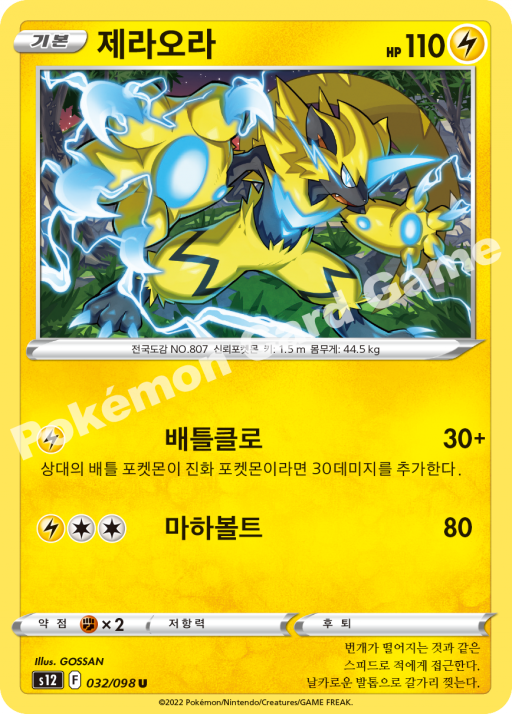 기본 제라오라 HP 110
전국도감 NO.807 신뢰포켓몬 키: 1.5 m 몸무게: 44.5 kg
Pokémon Card Game
배틀클로 30+
상대의 배틀 포켓몬이 진화 포켓몬이라면 30데미지를 추가한다.
마하볼트 80
약점 ×2 저항력 후퇴
Illus. GOSSAN
s12 F 032/098 U
번개가 떨어지는 것과 같은
스피드로 적에게 접근한다.
날카로운 발톱으로 갈가리 찢는다.
©2022 Pokémon/Nintendo/Creatures/GAME FREAK.